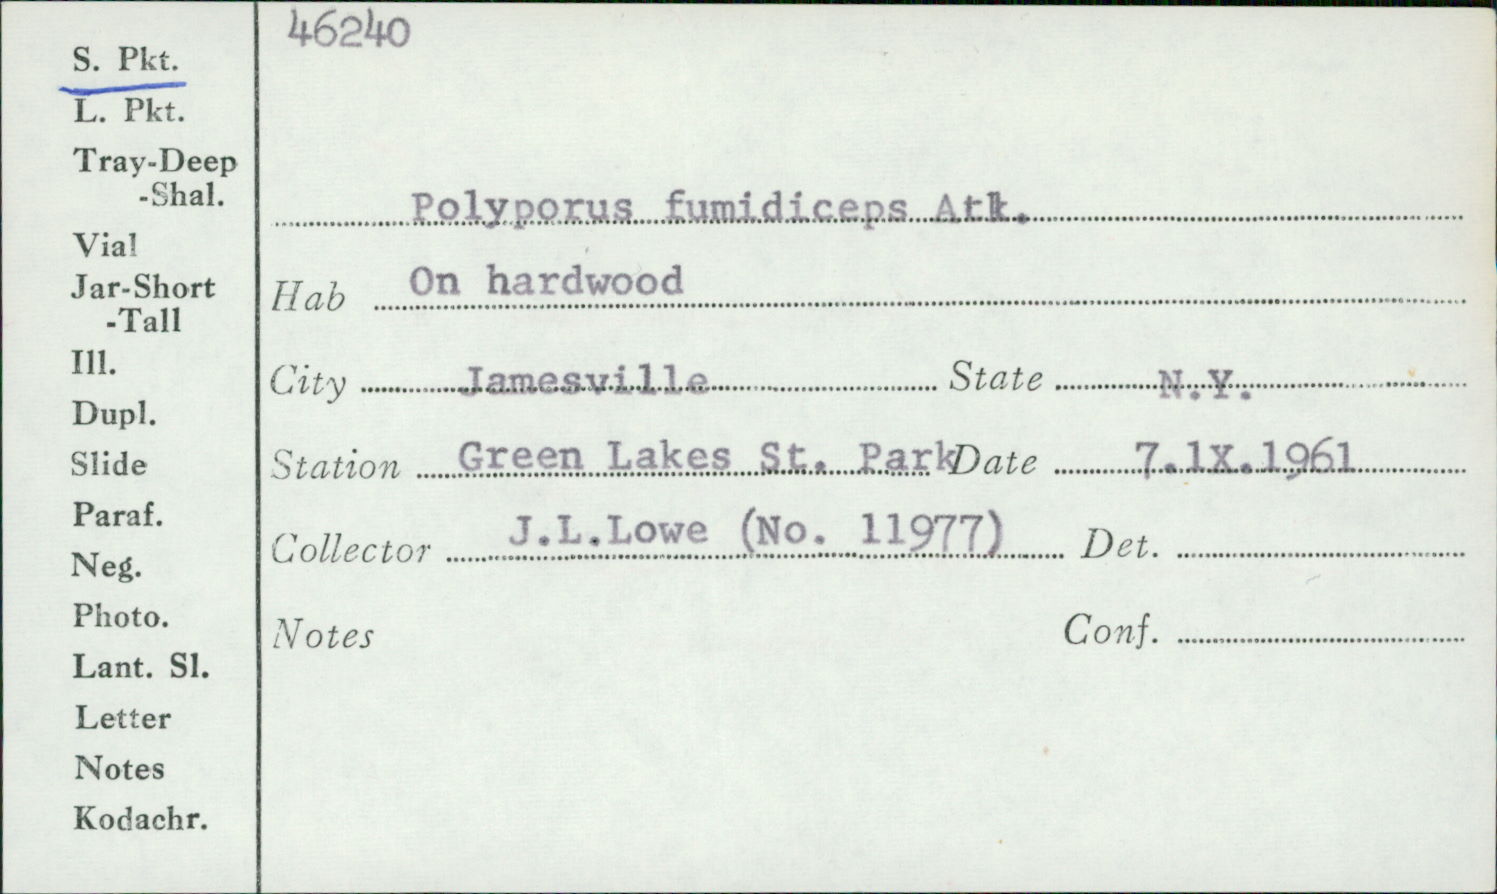 46240
S. Pkt.
L. Pkt.
Tray-Deep
-Shal.
Vial
Jar-Short
-Tall
Ill.
Dupl.
Slide
Paraf.
Neg.
Photo.
Lant. Sl.
Letter
Notes
Kodachr.
Polyporus fumidiceps Atk.
Hab On hardwood
City Jamesville State N.Y.
Station Green Lakes St. Park Date 7.1X.1961
Collector J.L.Lowe (No. 11977) Det.
Notes Conf.